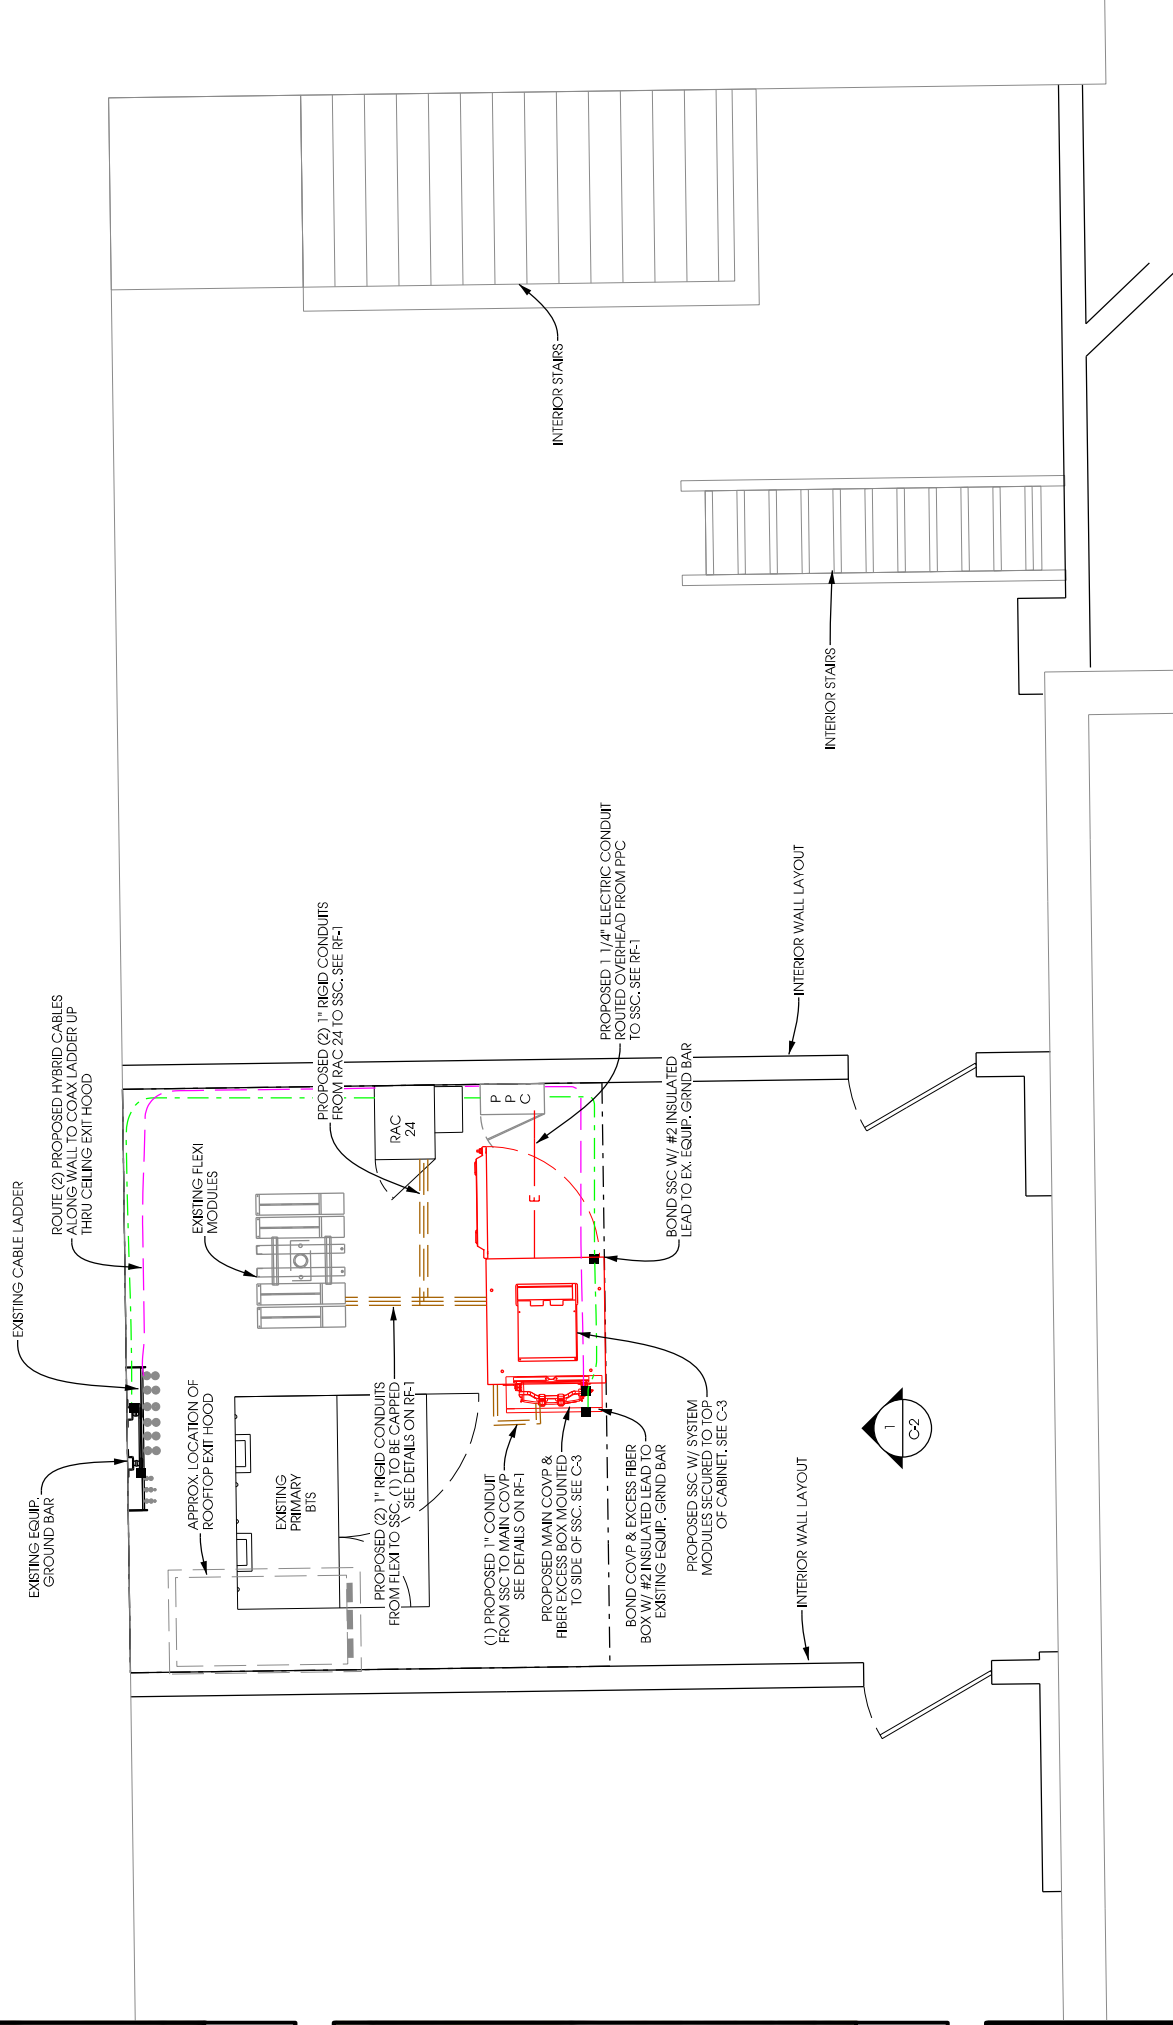 EXISTING EQUIP.
GROUND BAR
EXISTING CABLE LADDER
ROUTE (2) PROPOSED HYBRID CABLES
ALONG WALL TO COAX LADDER UP
THRU CEILING EXIT HOOD
APPROX. LOCATION OF
ROOFTOP EXIT HOOD
EXISTING FLEXI
MODULES
EXISTING
PRIMARY
BTS
PROPOSED (2) 1" RIGID CONDUITS
FROM RAC 24 TO SSC. SEE RF-1
RAC
24
PROPOSED (2) 1" RIGID CONDUITS
FROM FLEXI TO SSC, (1) TO BE CAPPED
SEE DETAILS ON RF-1
P P C
E
(1) PROPOSED 1" CONDUIT
FROM SSC TO MAIN COVP
SEE DETAILS ON RF-1
PROPOSED MAIN COVP &
FIBER EXCESS BOX MOUNTED
TO SIDE OF SSC. SEE C-3
BOND COVP & EXCESS FIBER
BOX W/ #2 INSULATED LEAD TO
EXISTING EQUIP. GRND BAR
PROPOSED SSC W/ SYSTEM
MODULES SECURED TO TOP
OF CABINET. SEE C-3
BOND SSC W/ #2 INSULATED
LEAD TO EX. EQUIP. GRND BAR
PROPOSED 1 1/4" ELECTRIC CONDUIT
ROUTED OVERHEAD FROM PPC
TO SSC. SEE RF-1
INTERIOR STAIRS
INTERIOR STAIRS
INTERIOR WALL LAYOUT
INTERIOR WALL LAYOUT
1
C-2